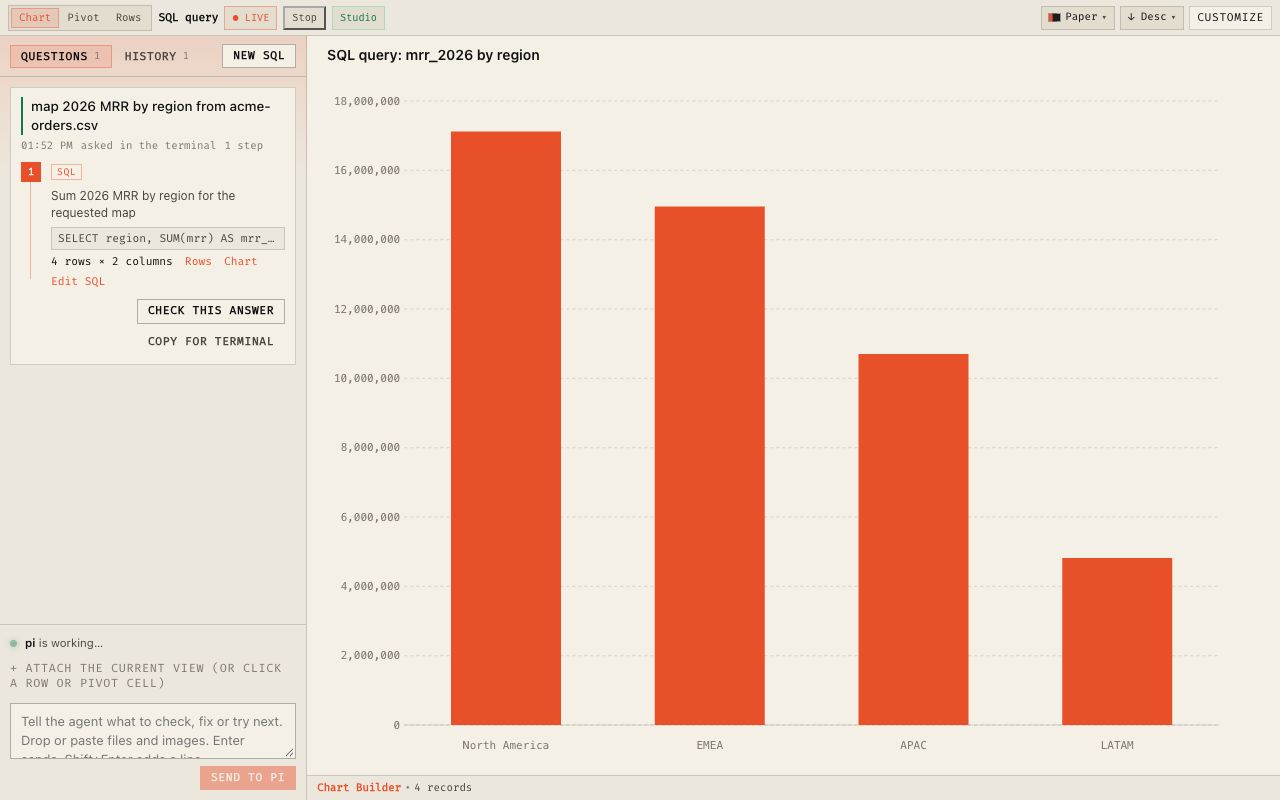 Chart Pivot Rows SQL query ● LIVE Stop Studio Paper ▾ ↓ Desc ▾ CUSTOMIZE
QUESTIONS 1 HISTORY 1 NEW SQL
map 2026 MRR by region from acme-
orders.csv
01:52 PM asked in the terminal 1 step
1 SQL
Sum 2026 MRR by region for the
requested map
SELECT region, SUM(mrr) AS mrr_…
4 rows × 2 columns Rows Chart
Edit SQL
CHECK THIS ANSWER
COPY FOR TERMINAL
pi is working...
+ ATTACH THE CURRENT VIEW (OR CLICK
A ROW OR PIVOT CELL)
Tell the agent what to check, fix or try next.
Drop or paste files and images. Enter
sends. Shift+Enter adds a line.
SEND TO PI
SQL query: mrr_2026 by region
18,000,000
16,000,000
14,000,000
12,000,000
10,000,000
8,000,000
6,000,000
4,000,000
2,000,000
0
North America EMEA APAC LATAM
Chart Builder • 4 records